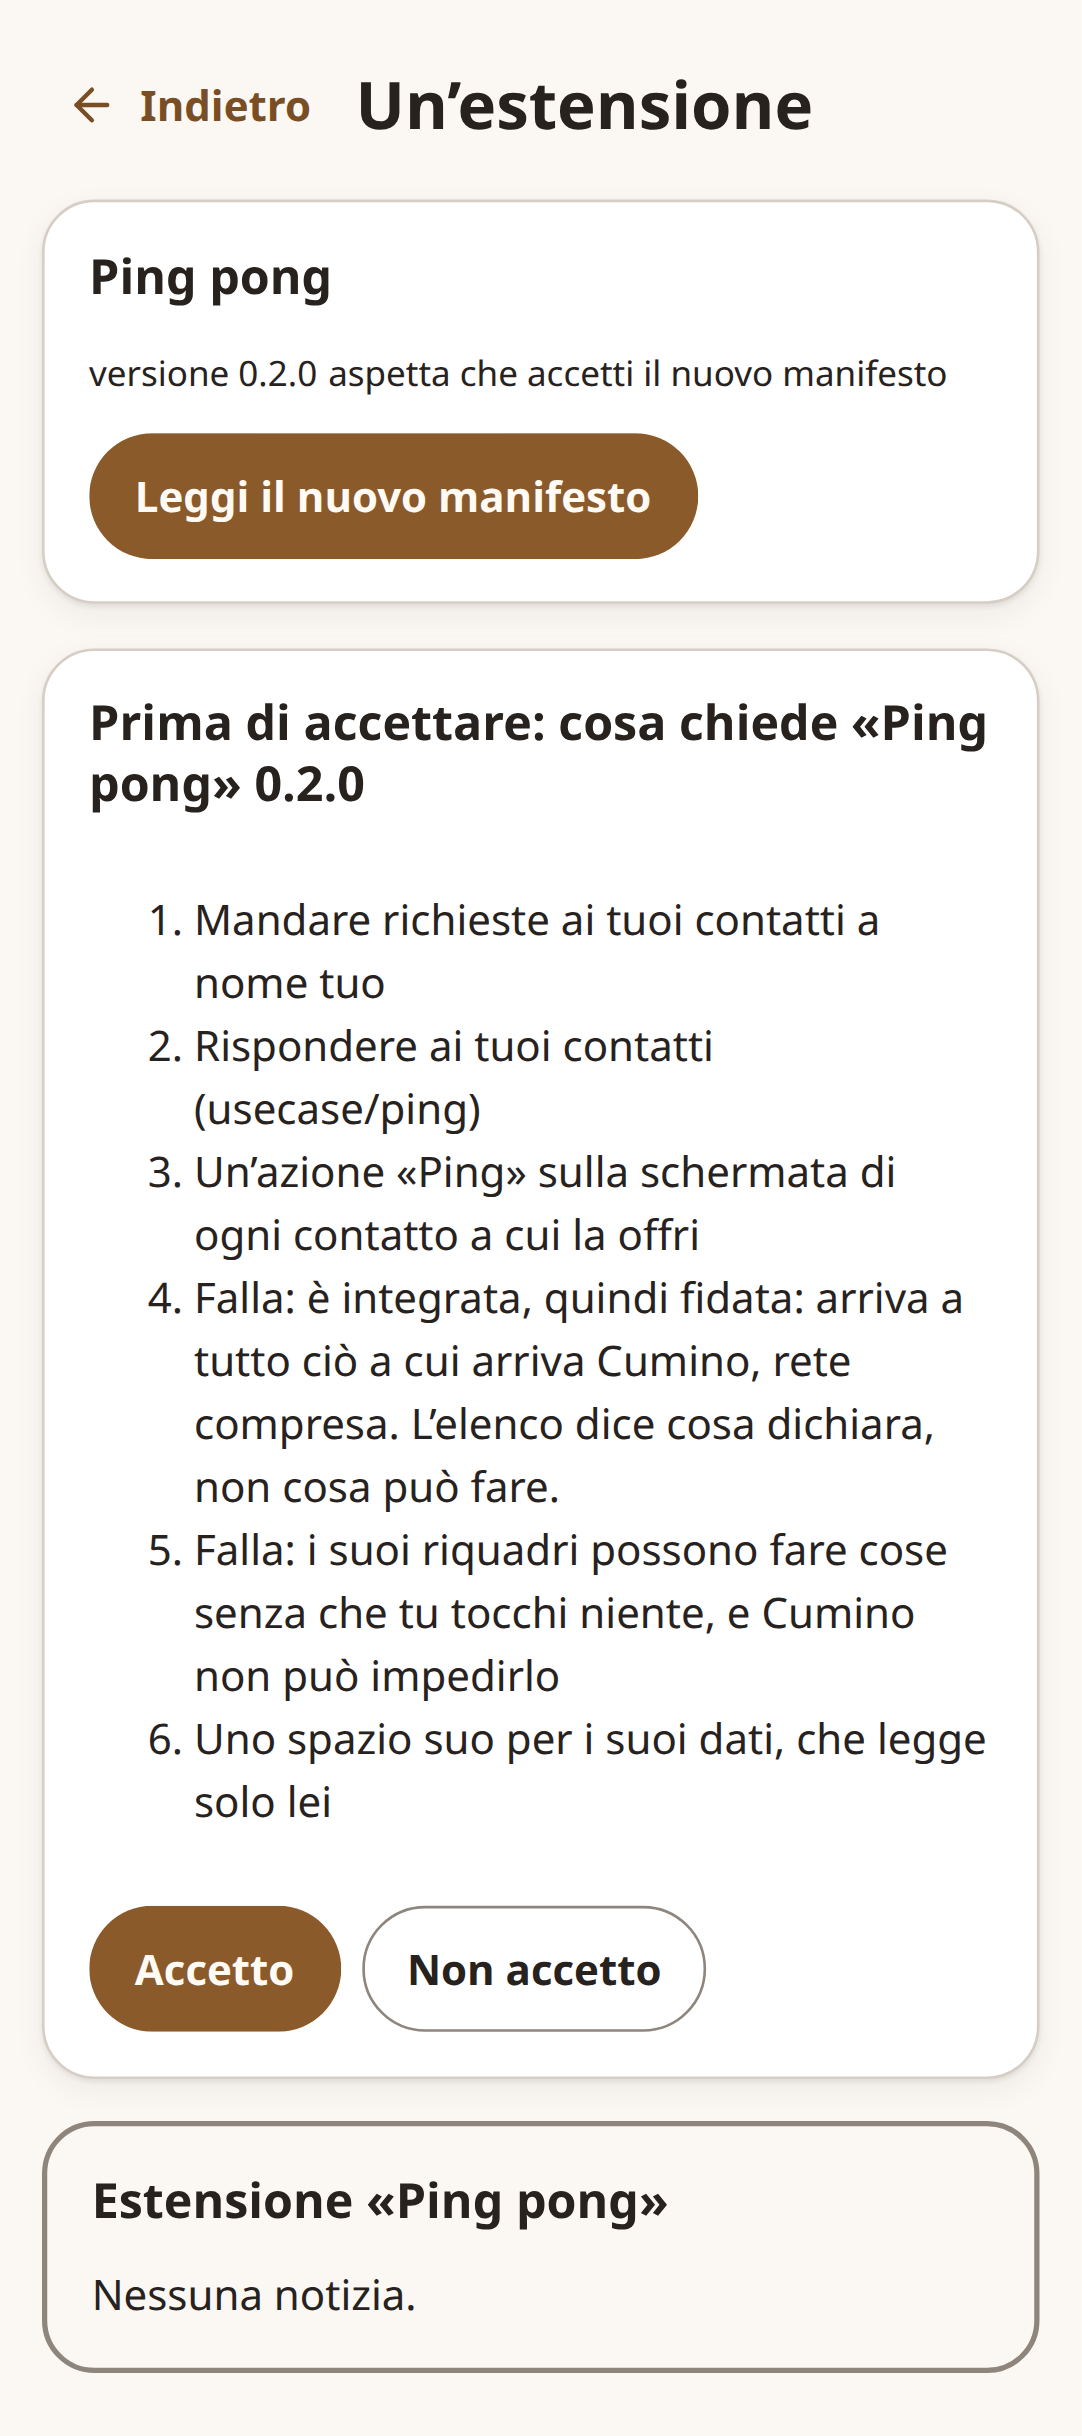 Indietro Un’estensione
Ping pong
versione 0.2.0 aspetta che accetti il nuovo manifesto
Leggi il nuovo manifesto
Prima di accettare: cosa chiede «Ping
pong» 0.2.0
1. Mandare richieste ai tuoi contatti a
nome tuo
2. Rispondere ai tuoi contatti
(usecase/ping)
3. Un’azione «Ping» sulla schermata di
ogni contatto a cui la offri
4. Falla: è integrata, quindi fidata: arriva a
tutto ciò a cui arriva Cumino, rete
compresa. L’elenco dice cosa dichiara,
non cosa può fare.
5. Falla: i suoi riquadri possono fare cose
senza che tu tocchi niente, e Cumino
non può impedirlo
6. Uno spazio suo per i suoi dati, che legge
solo lei
Accetto Non accetto
Estensione «Ping pong»
Nessuna notizia.